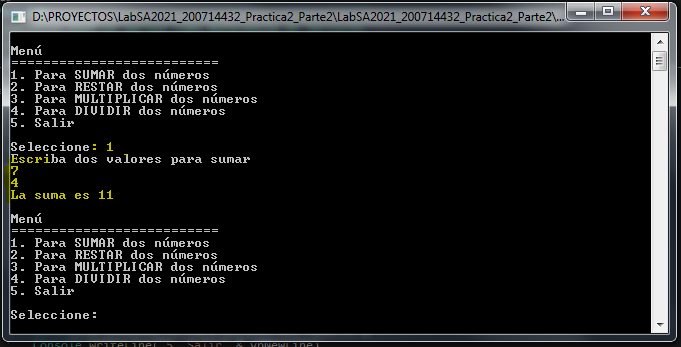 D:\PROYECTOS\LabSA2021_200714432_Practica2_Parte2\LabSA2021_200714432_Practica2_Parte2\...
Menú
=========================
1. Para SUMAR dos números
2. Para RESTAR dos números
3. Para MULTIPLICAR dos números
4. Para DIVIDIR dos números
5. Salir
Seleccione: 1
Escriba dos valores para sumar
7
4
La suma es 11
Menú
=========================
1. Para SUMAR dos números
2. Para RESTAR dos números
3. Para MULTIPLICAR dos números
4. Para DIVIDIR dos números
5. Salir
Seleccione: